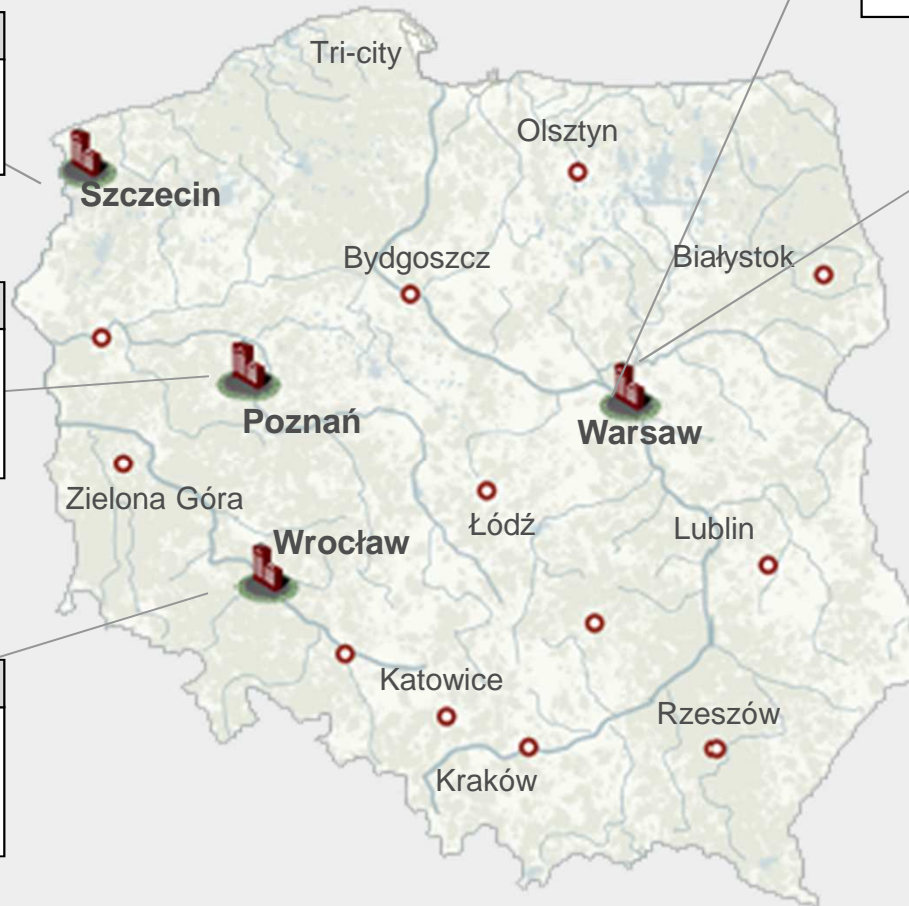 Tri-city
Olsztyn
Szczecin
Bydgoszcz
Białystok
Poznań
Warsaw
Zielona Góra
Łódź
Lublin
Wrocław
Katowice
Rzeszów
Kraków